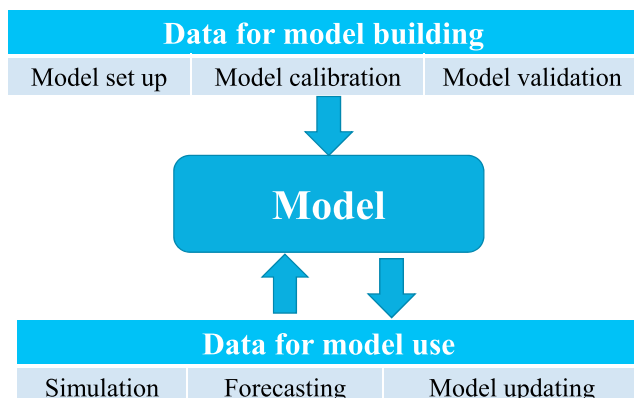 Data for model building
Model set up Model calibration Model validation
Model
Data for model use
Simulation Forecasting Model updating